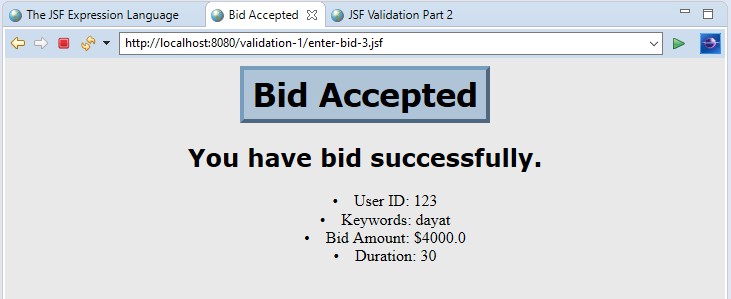 The JSF Expression Language Bid Accepted JSF Validation Part 2
http://localhost:8080/validation-1/enter-bid-3.jsf
Bid Accepted
You have bid successfully.
• User ID: 123
• Keywords: dayat
• Bid Amount: $4000.0
• Duration: 30